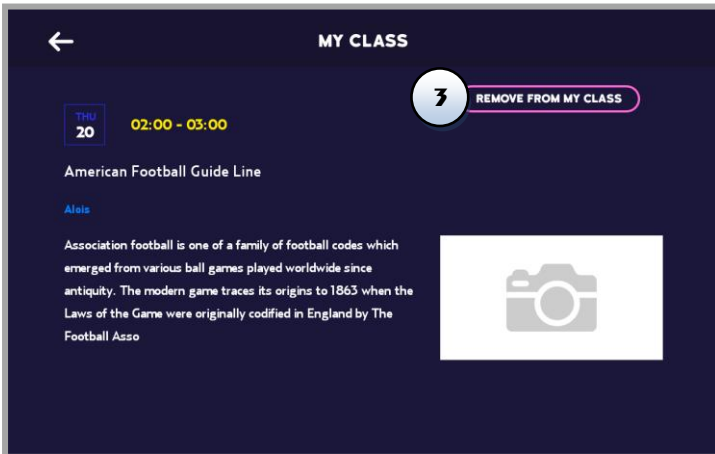 MY CLASS
3
REMOVE FROM MY CLASS
THU
20
02:00 - 03:00
American Football Guide Line
Alois
Association football is one of a family of football codes which
emerged from various ball games played worldwide since
antiquity. The modern game traces its origins to 1863 when the
Laws of the Game were originally codified in England by The
Football Asso